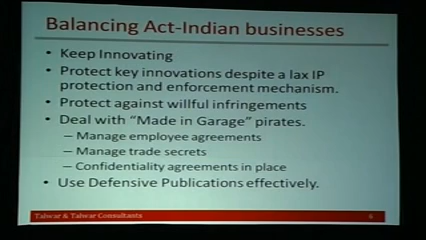 Balancing Act-Indian businesses
• Keep Innovating
• Protect key innovations despite a lax IP
protection and enforcement mechanism.
• Protect against willful infringements
• Deal with “Made in Garage” pirates.
– Manage employee agreements
– Manage trade secrets
– Confidentiality agreements in place
• Use Defensive Publications effectively.
Talwar & Talwar Consultants
6